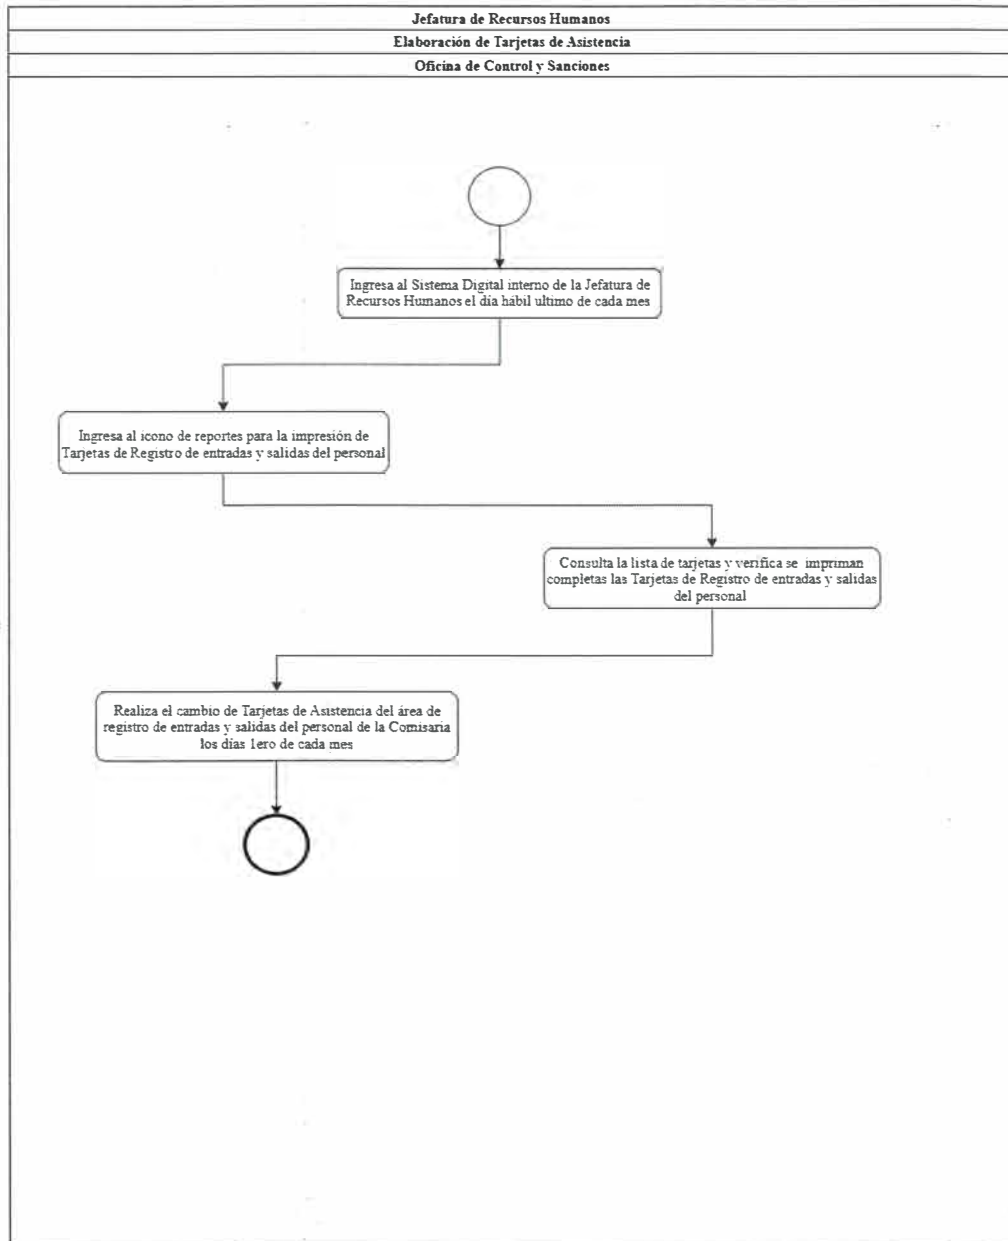 Jefatura de Recursos Humanos
Elaboración de Tarjetas de Asistencia
Oficina de Control y Sanciones
Ingresa al Sistema Digital interno de la Jefatura de
Recursos Humanos el día hábil ultimo de cada mes
Ingresa al icono de reportes para la impresión de
Tarjetas de Registro de entradas y salidas del personal
Consulta la lista de tarjetas y verifica se impriman
completas las Tarjetas de Registro de entradas y salidas
del personal
Realiza el cambio de Tarjetas de Asistencia del área de
registro de entradas y salidas del personal de la Comisaria
los días 1ero de cada mes